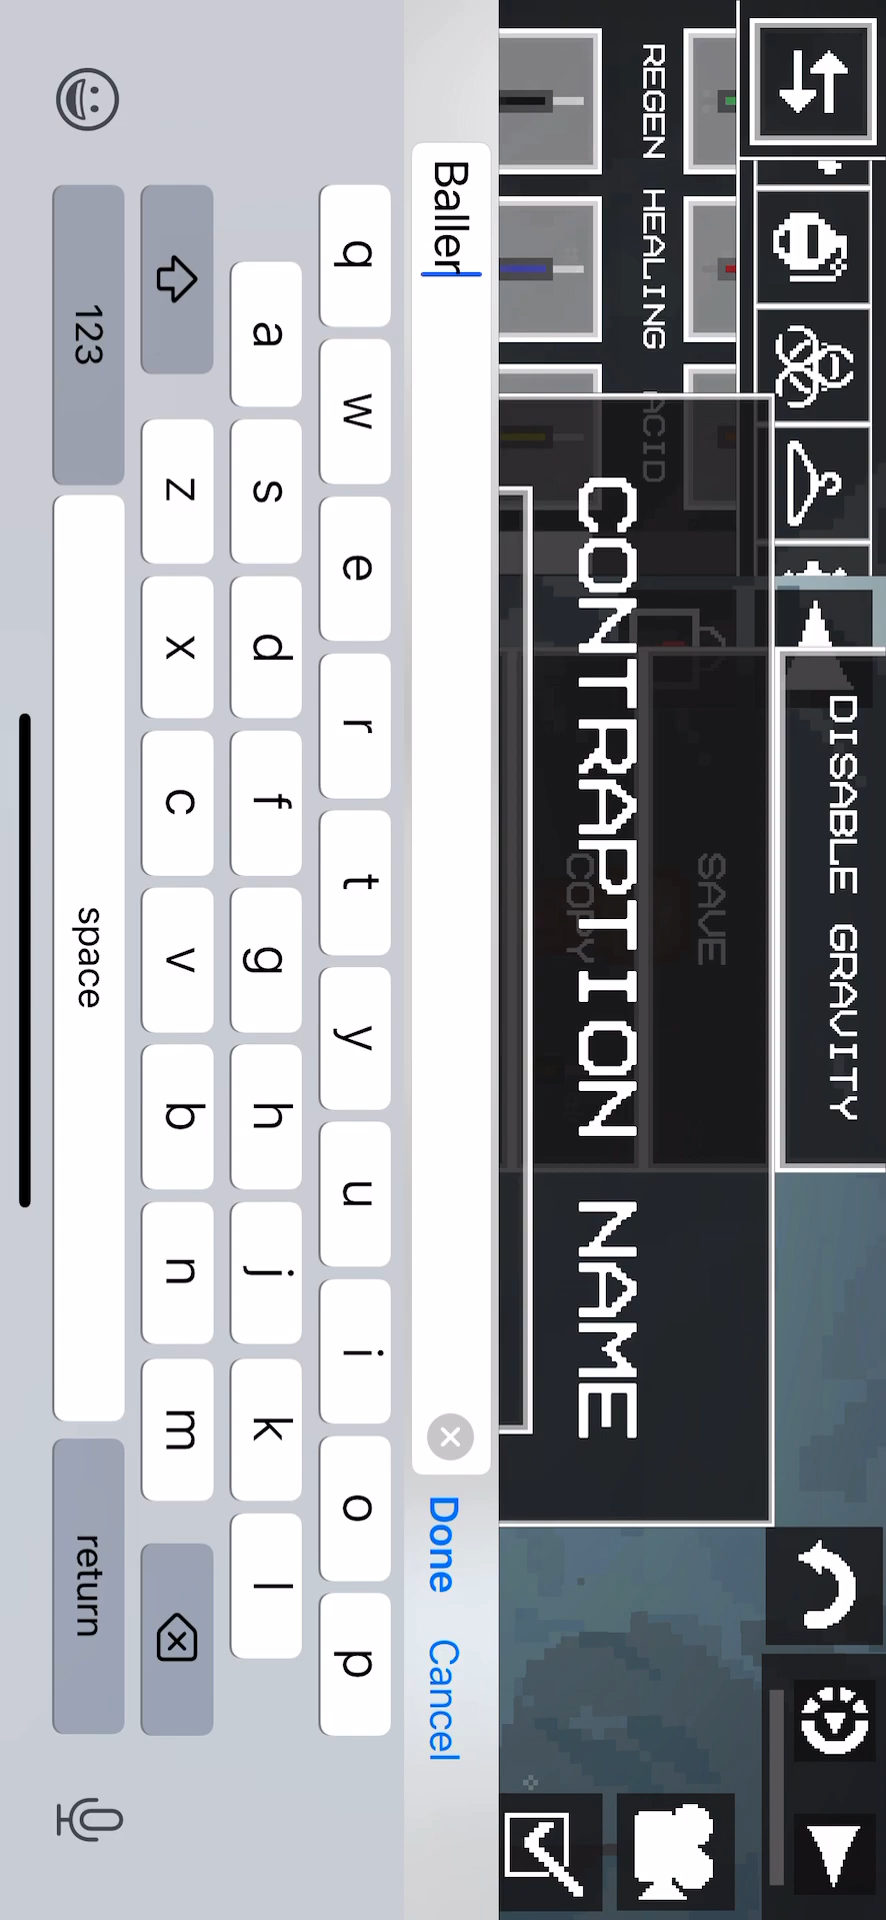 REGEN HEALING ACID
DISABLE GRAVITY
SAVE
COPY
CONTRAPTION NAME
Baller
Done
Cancel
q w e r t y u i o p
a s d f g h j k l
z x c v b n m
123
space
return